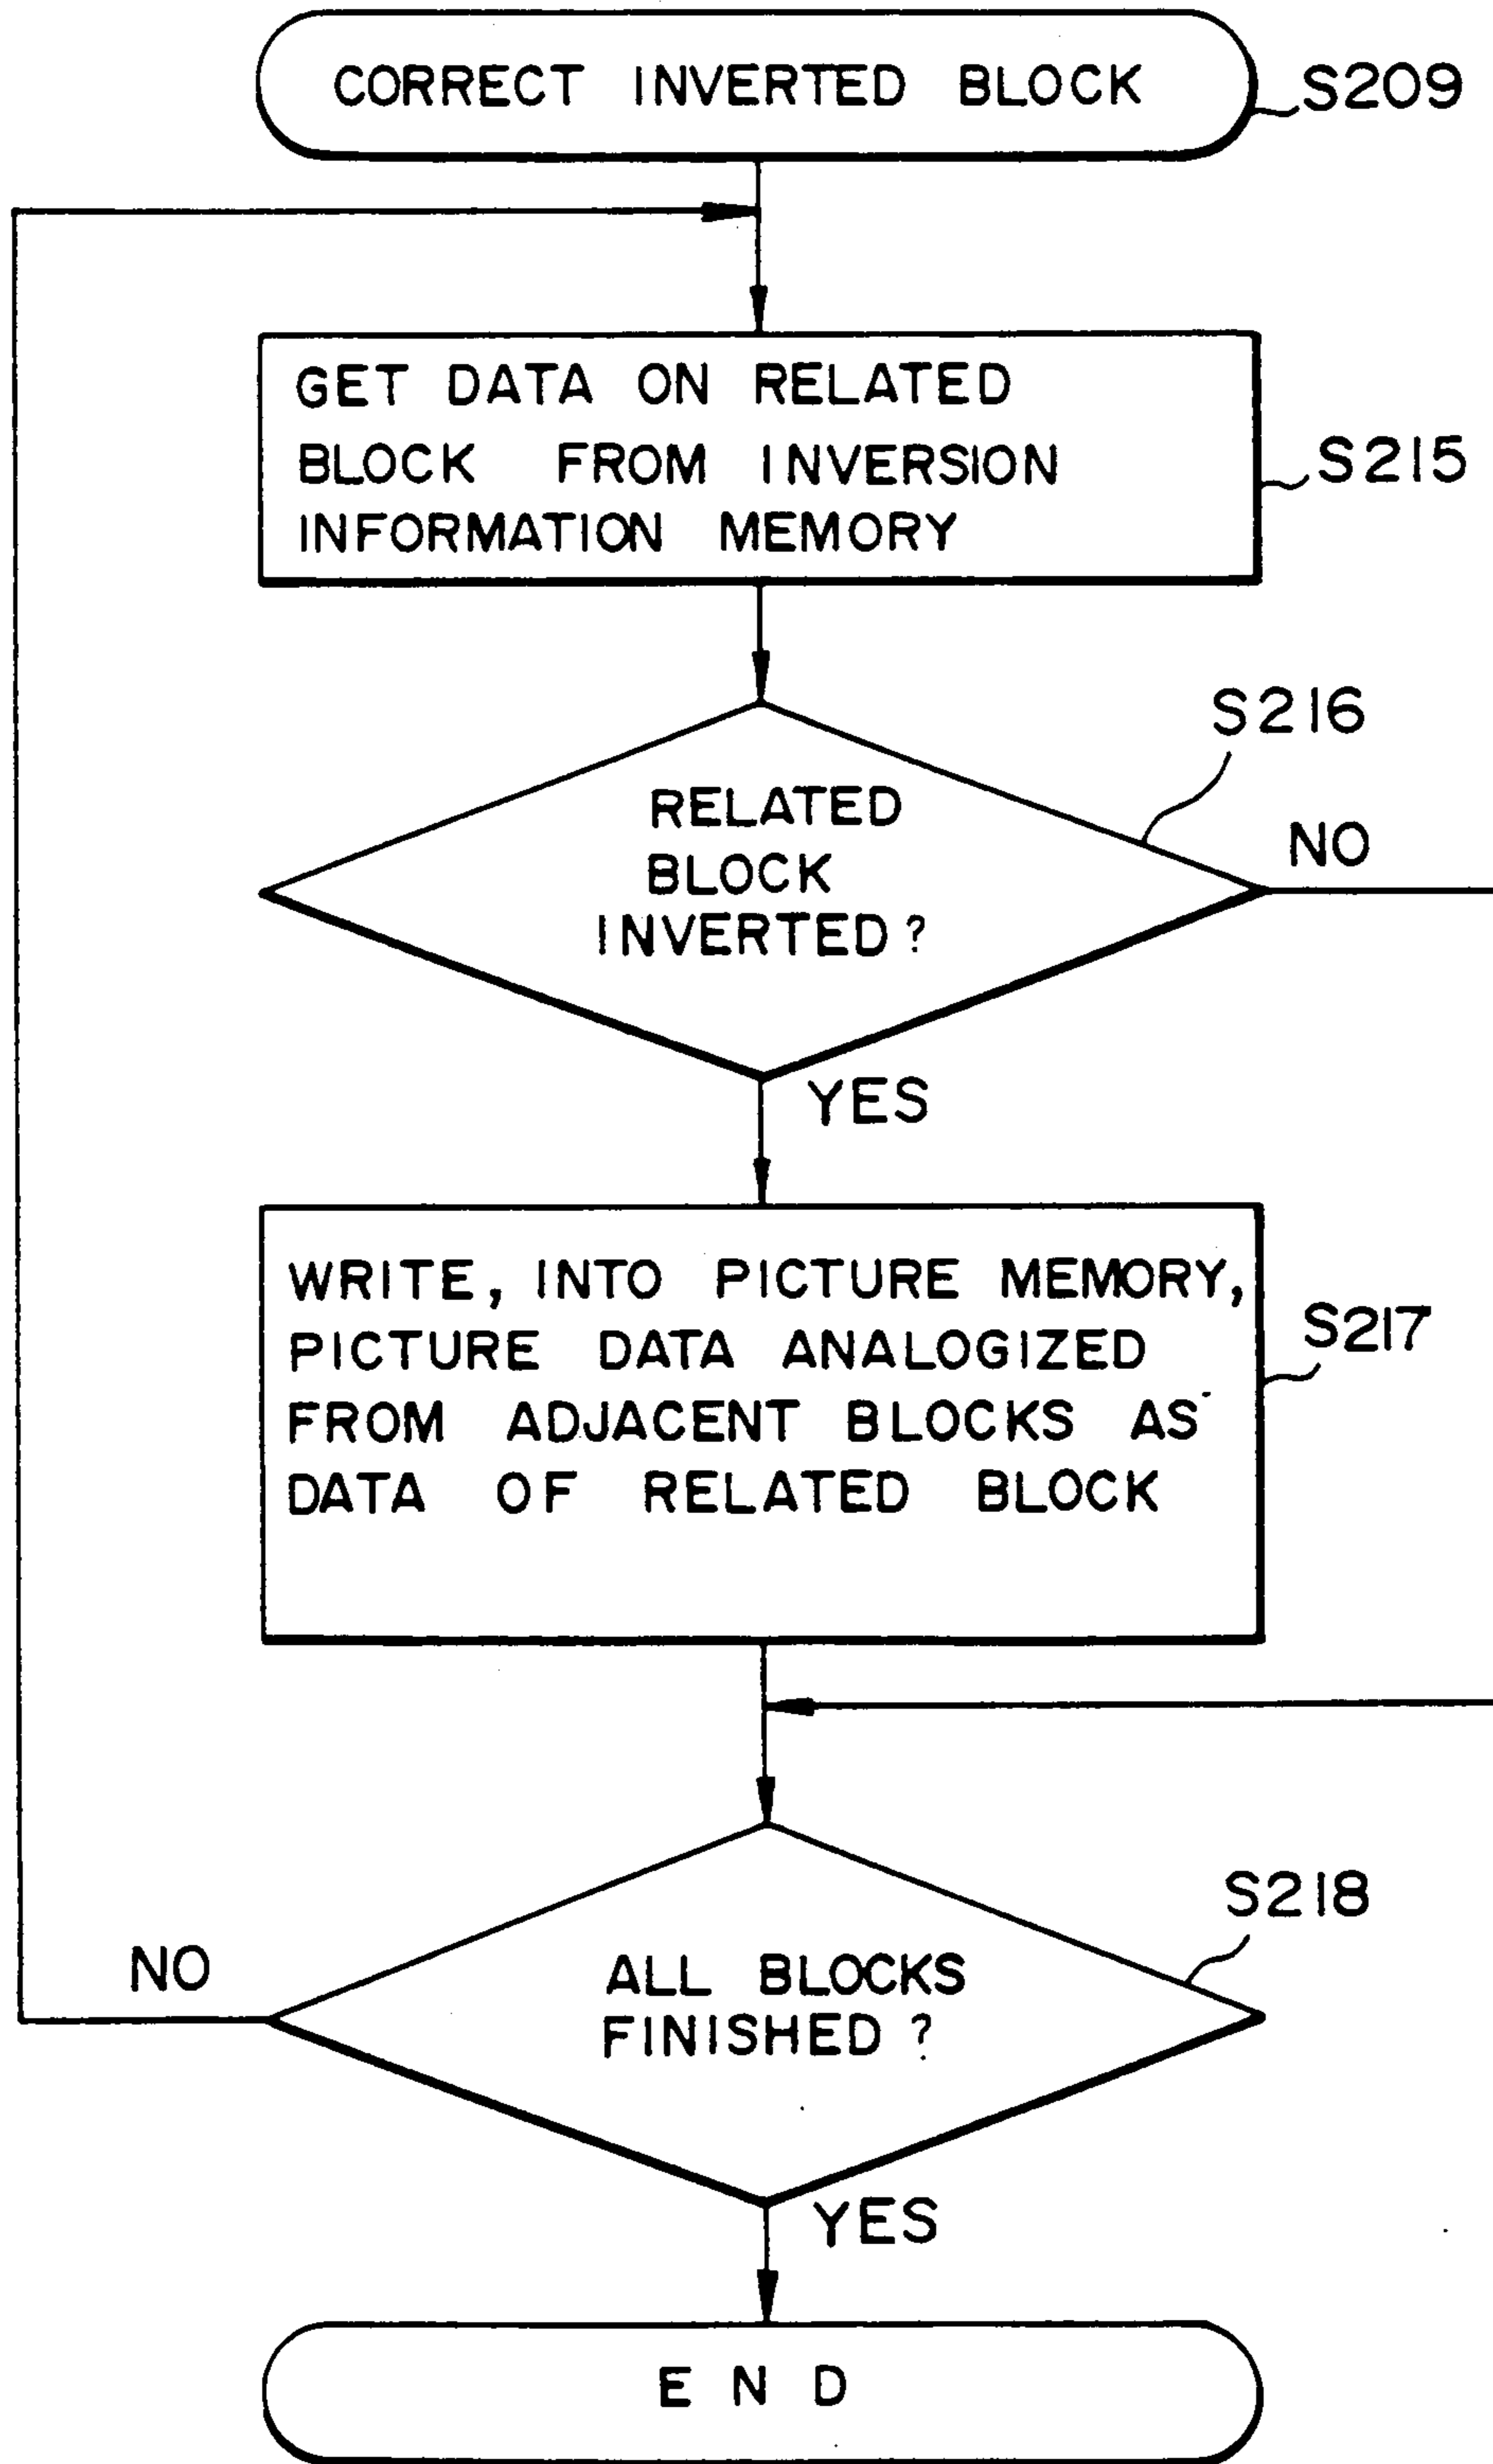 CORRECT INVERTED BLOCK
S209
GET DATA ON RELATED
BLOCK FROM INVERSION
INFORMATION MEMORY
S215
S216
RELATED
BLOCK
INVERTED?
NO
YES
WRITE, INTO PICTURE MEMORY,
PICTURE DATA ANALOGIZED
FROM ADJACENT BLOCKS AS
DATA OF RELATED BLOCK
S217
S218
ALL BLOCKS
FINISHED?
NO
YES
END